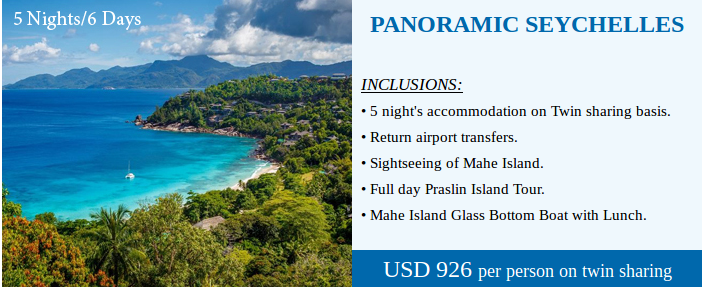 5 Nights/6 Days
PANORAMIC SEYCHELLES
INCLUSIONS:
• 5 night's accommodation on Twin sharing basis.
• Return airport transfers.
• Sightseeing of Mahe Island.
• Full day Praslin Island Tour.
• Mahe Island Glass Bottom Boat with Lunch.
USD 926 per person on twin sharing